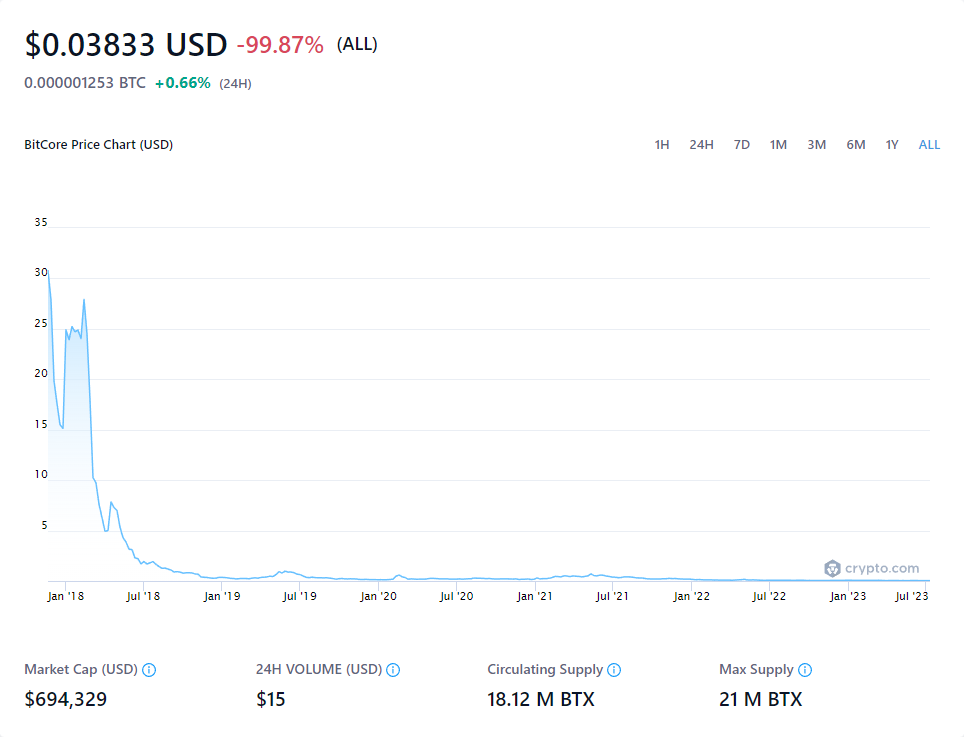 $0.03833 USD -99.87% (ALL)
0.000001253 BTC +0.66% (24H)
BitCore Price Chart (USD) 1H 24H 7D 1M 3M 6M 1Y ALL
35
30
25
20
15
10
5
crypto.com
Jan '18 Jul '18 Jan '19 Jul '19 Jan '20 Jul '20 Jan '21 Jul '21 Jan '22 Jul '22 Jan '23 Jul '23
Market Cap (USD) 24H VOLUME (USD) Circulating Supply Max Supply
$694,329 $15 18.12 M BTX 21 M BTX